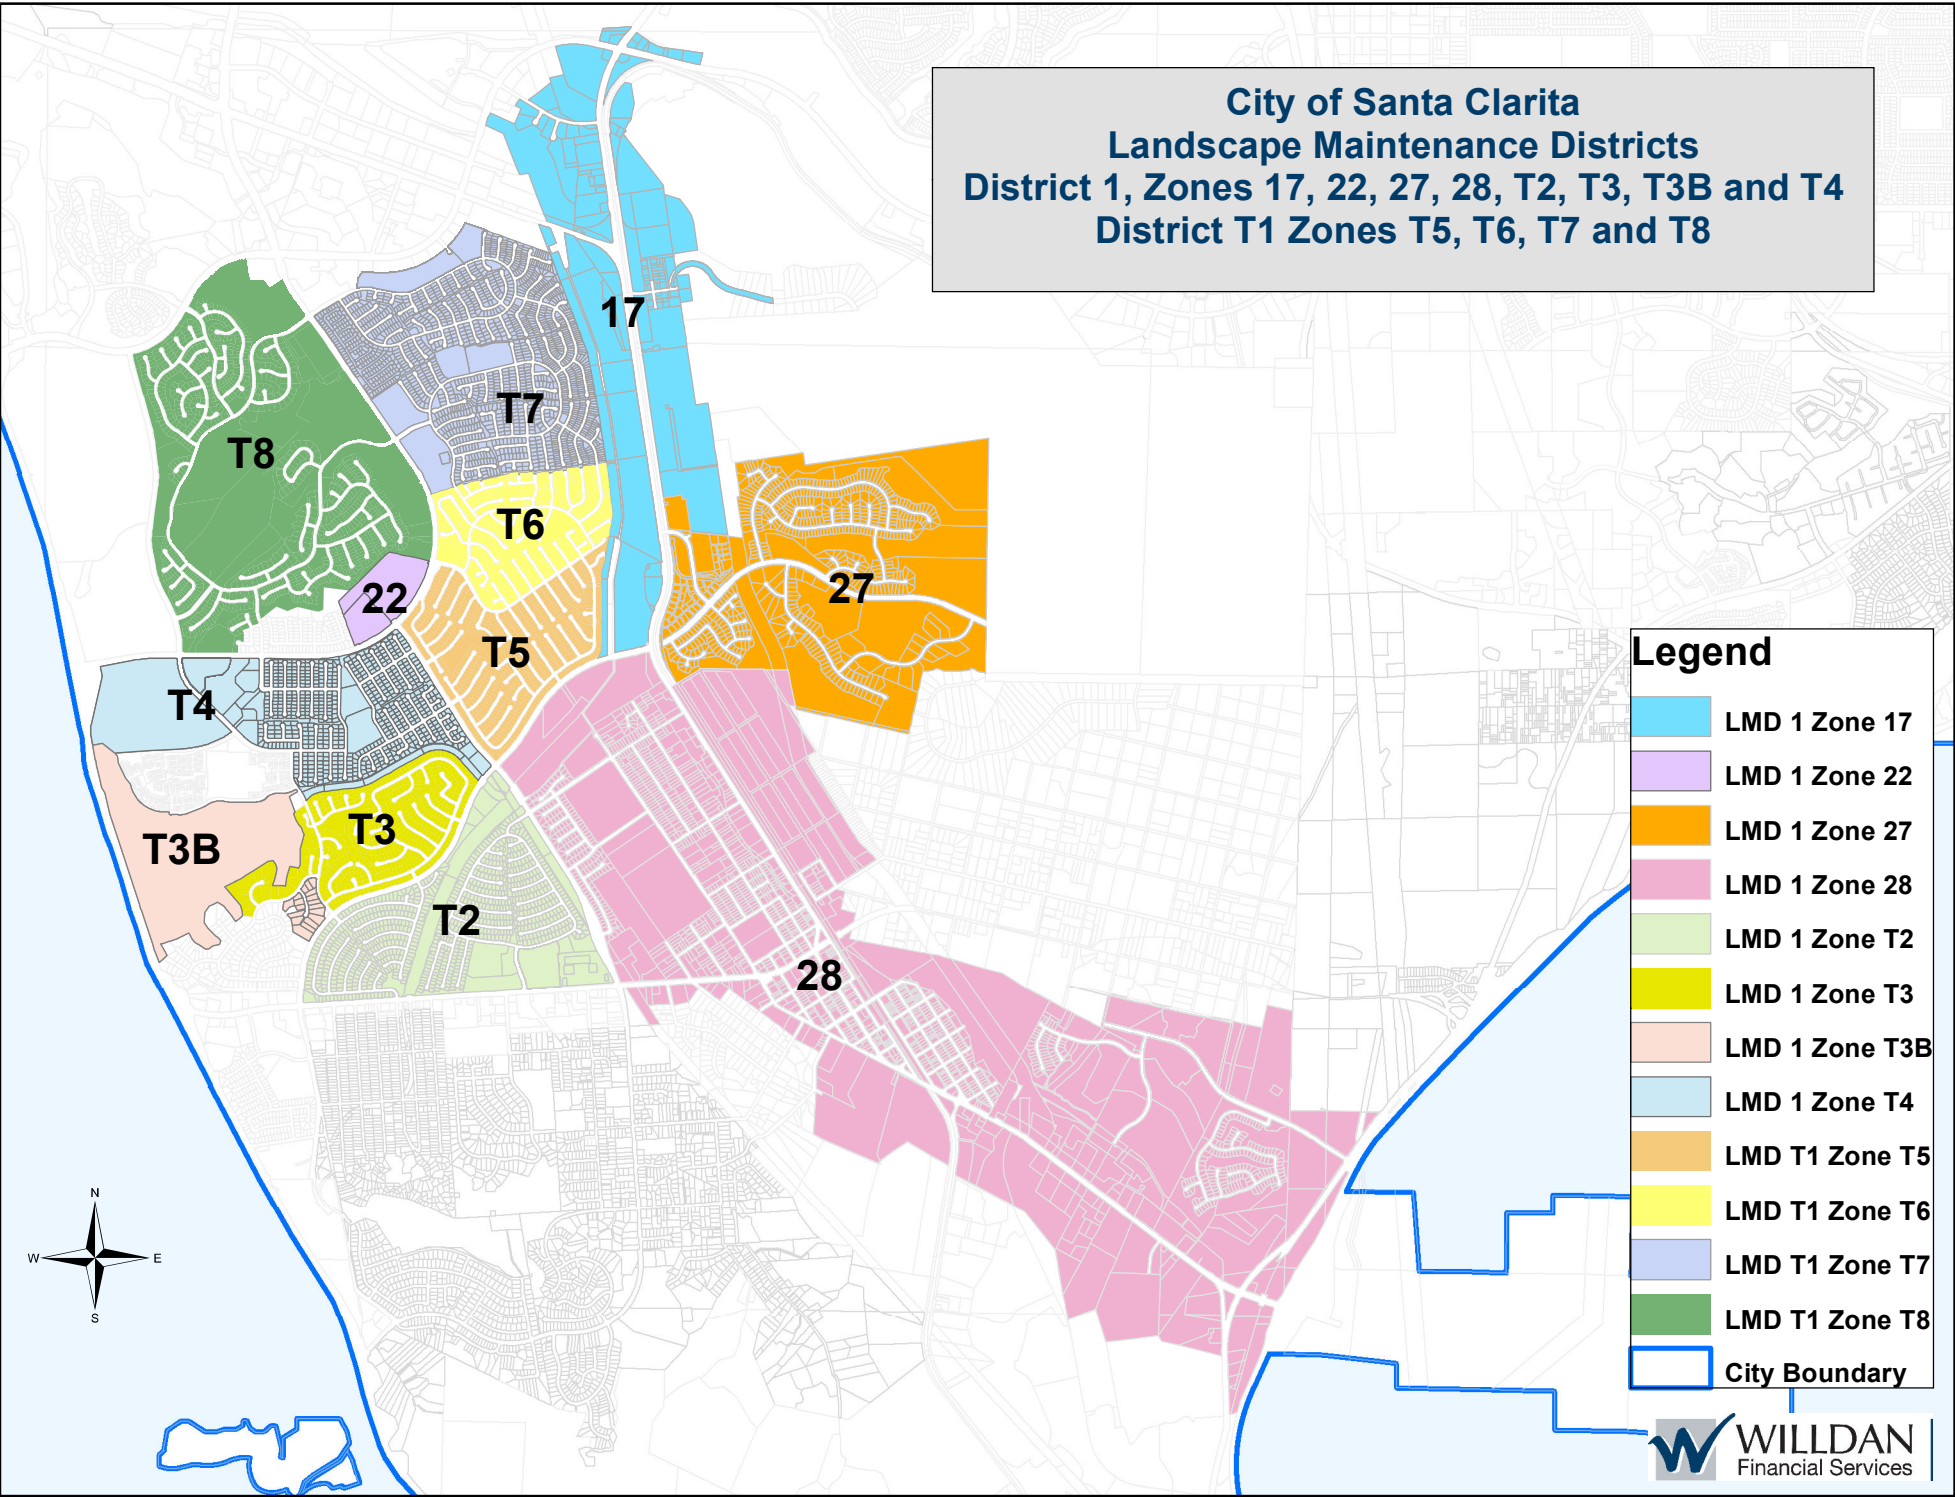 City of Santa Clarita
Landscape Maintenance Districts
District 1, Zones 17, 22, 27, 28, T2, T3, T3B and T4
District T1 Zones T5, T6, T7 and T8
17
T7
T8
T6
27
22
T5
T4
T3
T3B
T2
28
Legend
LMD 1 Zone 17
LMD 1 Zone 22
LMD 1 Zone 27
LMD 1 Zone 28
LMD 1 Zone T2
LMD 1 Zone T3
LMD 1 Zone T3B
LMD 1 Zone T4
LMD T1 Zone T5
LMD T1 Zone T6
LMD T1 Zone T7
LMD T1 Zone T8
City Boundary
N
W
E
S
W WILLDAN
Financial Services